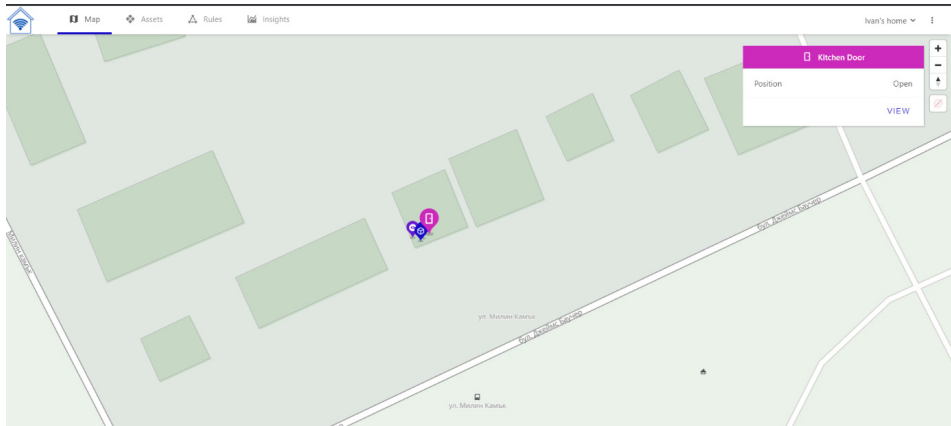 Map
Assets
Rules
Insights
Ivan's home
Kitchen Door
Position Open
VIEW
бул. Джеймс Баучер
Милин Камък
ул. Милин Камък
бул. Джеймс Баучер
ул. Милин Камък